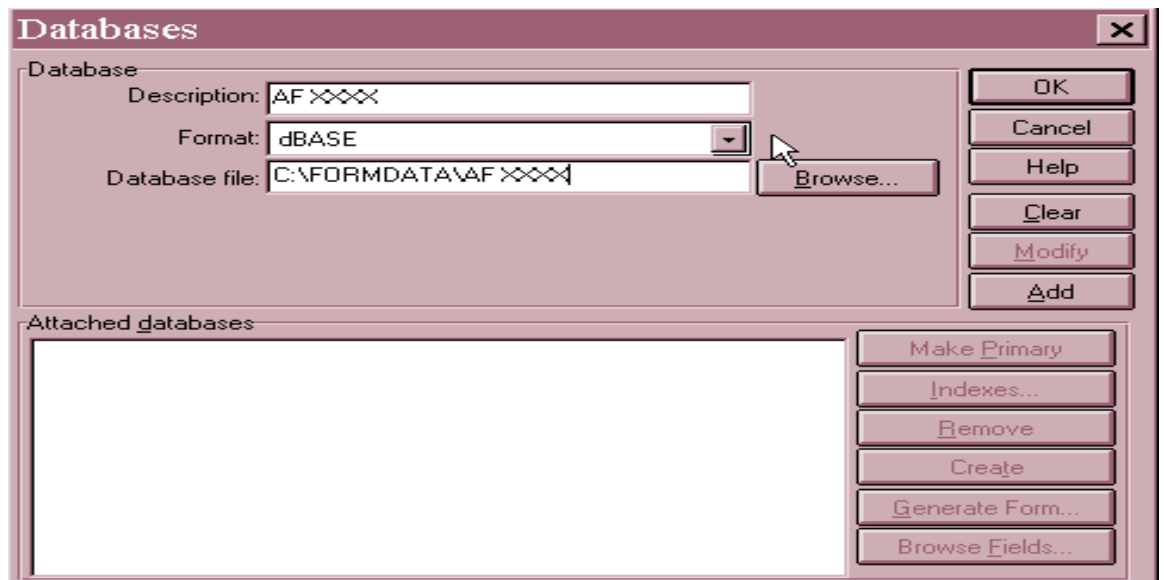 Databases
Database
Description: AF XXXX
OK
Format: dBASE
Cancel
Database file: C:\FORMDATA\AF XXXX
Browse...
Help
Clear
Modify
Add
Attached databases
Make Primary
Indexes...
Remove
Create
Generate Form...
Browse Fields...